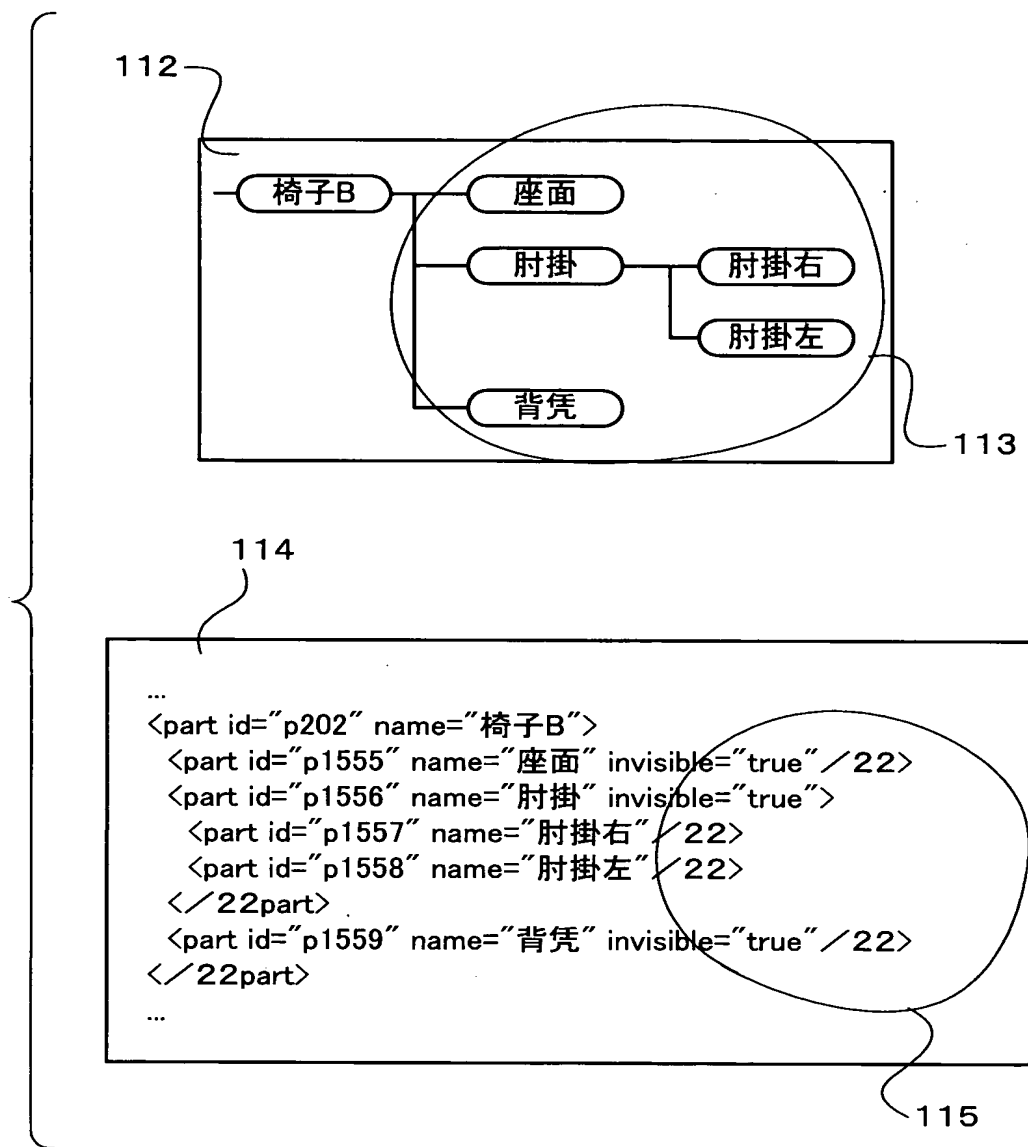 112
椅子B 座面
肘掛 肘掛右
肘掛左
背凭
113
114
...
<part id="p202" name="椅子B">
<part id="p1555" name="座面" invisible="true"／22>
<part id="p1556" name="肘掛" invisible="true">
<part id="p1557" name="肘掛右"／22>
<part id="p1558" name="肘掛左"／22>
<／22part>
<part id="p1559" name="背凭" invisible="true"／22>
<／22part>
...
115